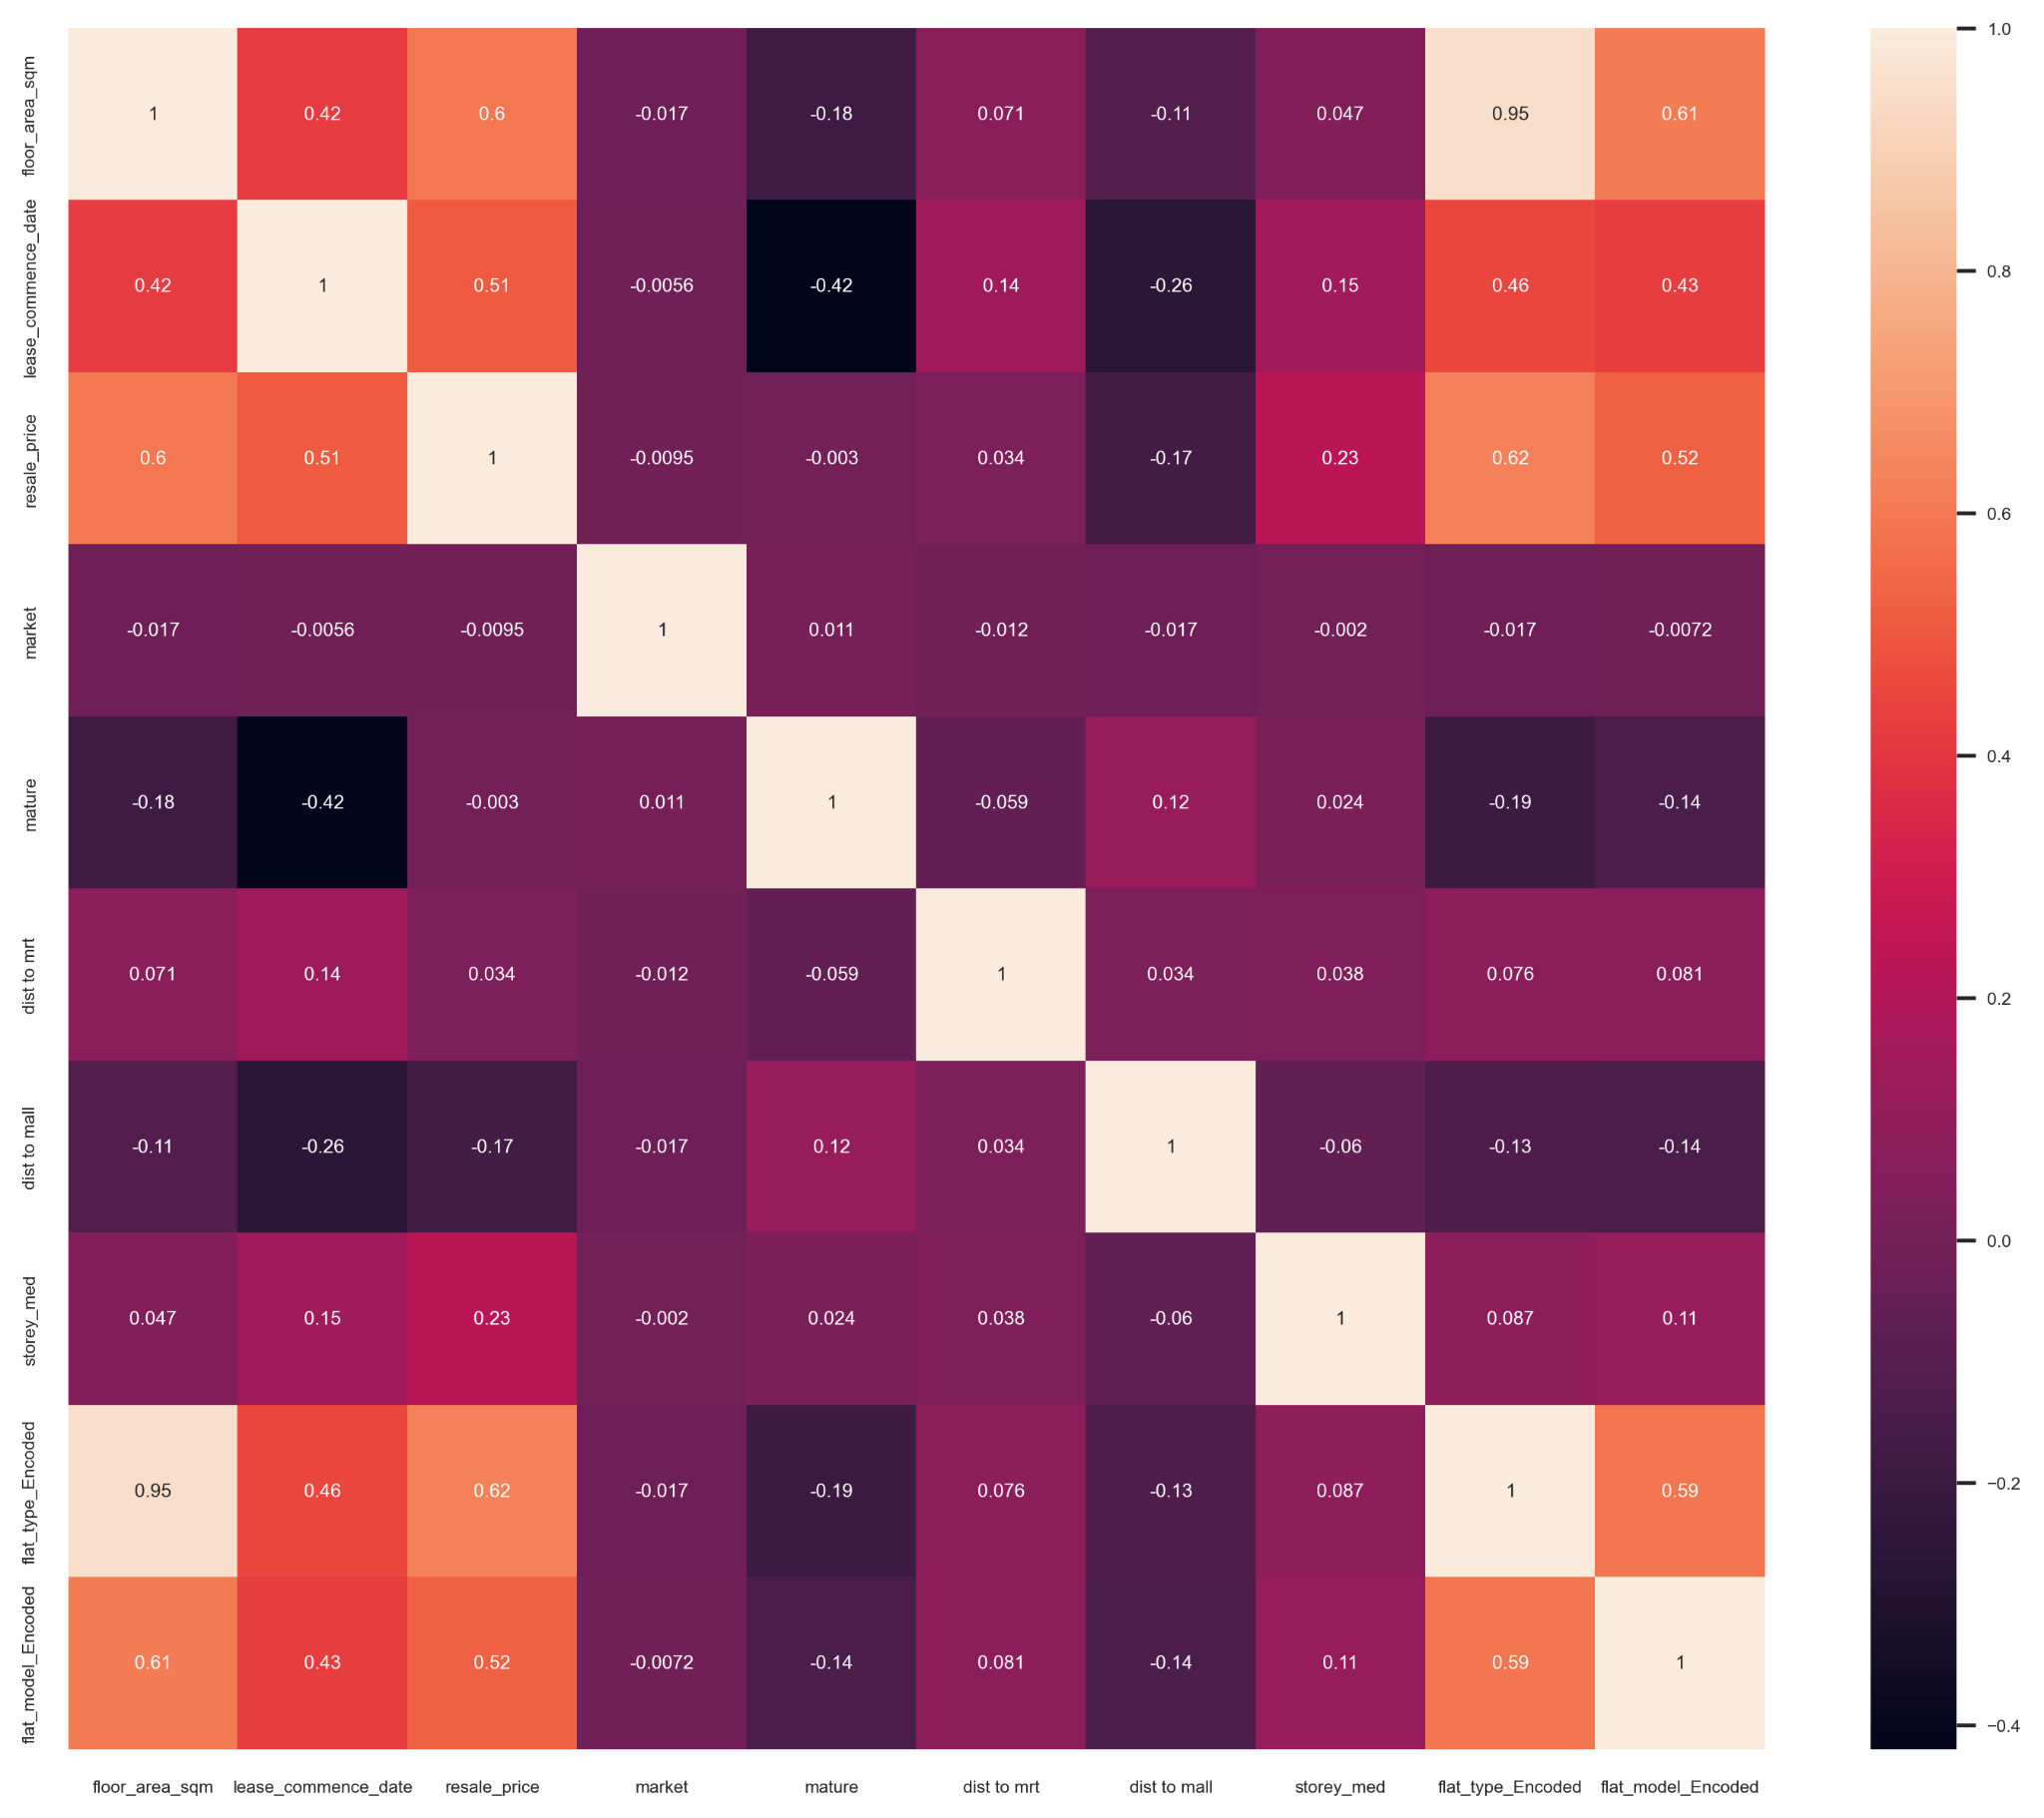 floor_area_sqm 1 0.42 0.6 -0.017 -0.18 0.071 -0.11 0.047 0.95 0.61
lease_commence_date 0.42 1 0.51 -0.0056 -0.42 0.14 -0.26 0.15 0.46 0.43
resale_price 0.6 0.51 1 -0.0095 -0.003 0.034 -0.17 0.23 0.62 0.52
market -0.017 -0.0056 -0.0095 1 0.011 -0.012 -0.017 -0.002 -0.017 -0.0072
mature -0.18 -0.42 -0.003 0.011 1 -0.059 0.12 0.024 -0.19 -0.14
dist to mrt 0.071 0.14 0.034 -0.012 -0.059 1 0.034 0.038 0.076 0.081
dist to mall -0.11 -0.26 -0.17 -0.017 0.12 0.034 1 -0.06 -0.13 -0.14
storey_med 0.047 0.15 0.23 -0.002 0.024 0.038 -0.06 1 0.087 0.11
flat_type_Encoded 0.95 0.46 0.62 -0.017 -0.19 0.076 -0.13 0.087 1 0.59
flat_model_Encoded 0.61 0.43 0.52 -0.0072 -0.14 0.081 -0.14 0.11 0.59 1
floor_area_sqm lease_commence_date resale_price market mature dist to mrt dist to mall storey_med flat_type_Encoded flat_model_Encoded
1.0
0.8
0.6
0.4
0.2
0.0
−0.2
−0.4